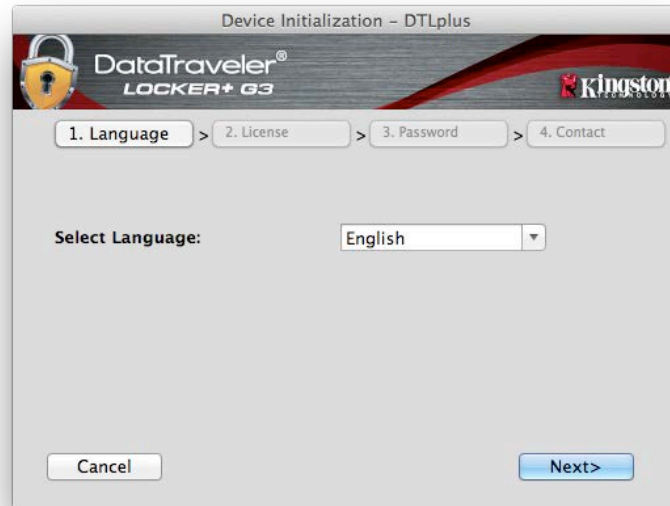 Device Initialization – DTLplus
DataTraveler®
LOCKER+ G3
Kingston
TECHNOLOGY
1. Language > 2. License > 3. Password > 4. Contact
Select Language: English
Cancel Next>